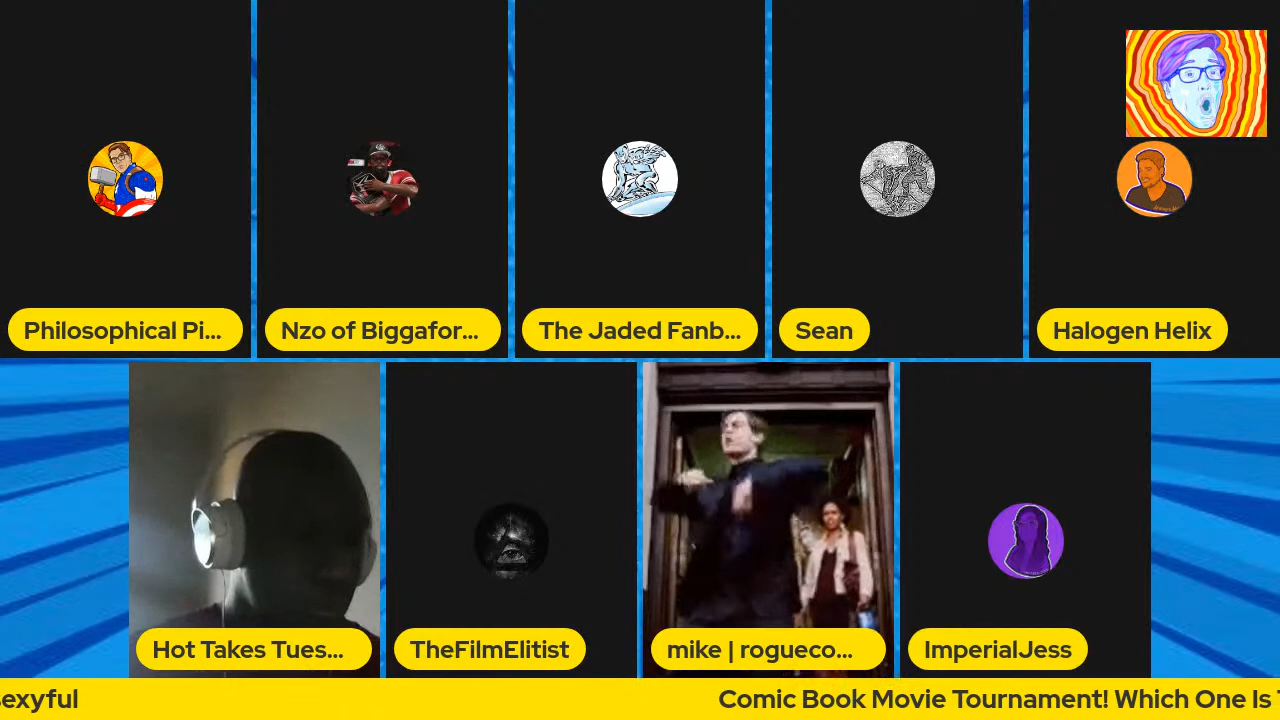 Philosophical Pi...
Nzo of Biggafor...
The Jaded Fanb...
Sean
Halogen Helix
Hot Takes Tues...
TheFilmElitist
mike | rogueco...
ImperialJess
sexyful
Comic Book Movie Tournament! Which One Is